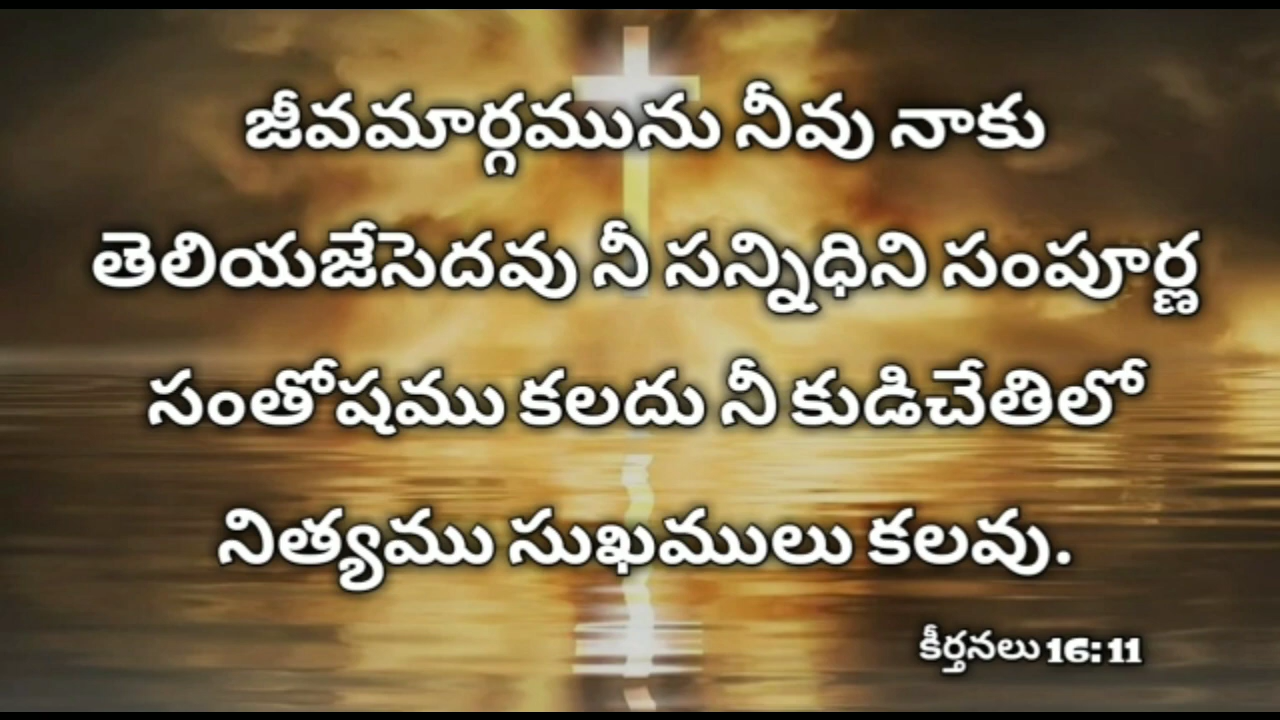 జీవమార్గమును నీవు నాకు
తెలియజేసెదవు నీ సన్నిధిని సంపూర్ణ
సంతోషము కలదు నీ కుడిచేతిలో
నిత్యము సుఖములు కలవు.
కీర్తనలు 16:11